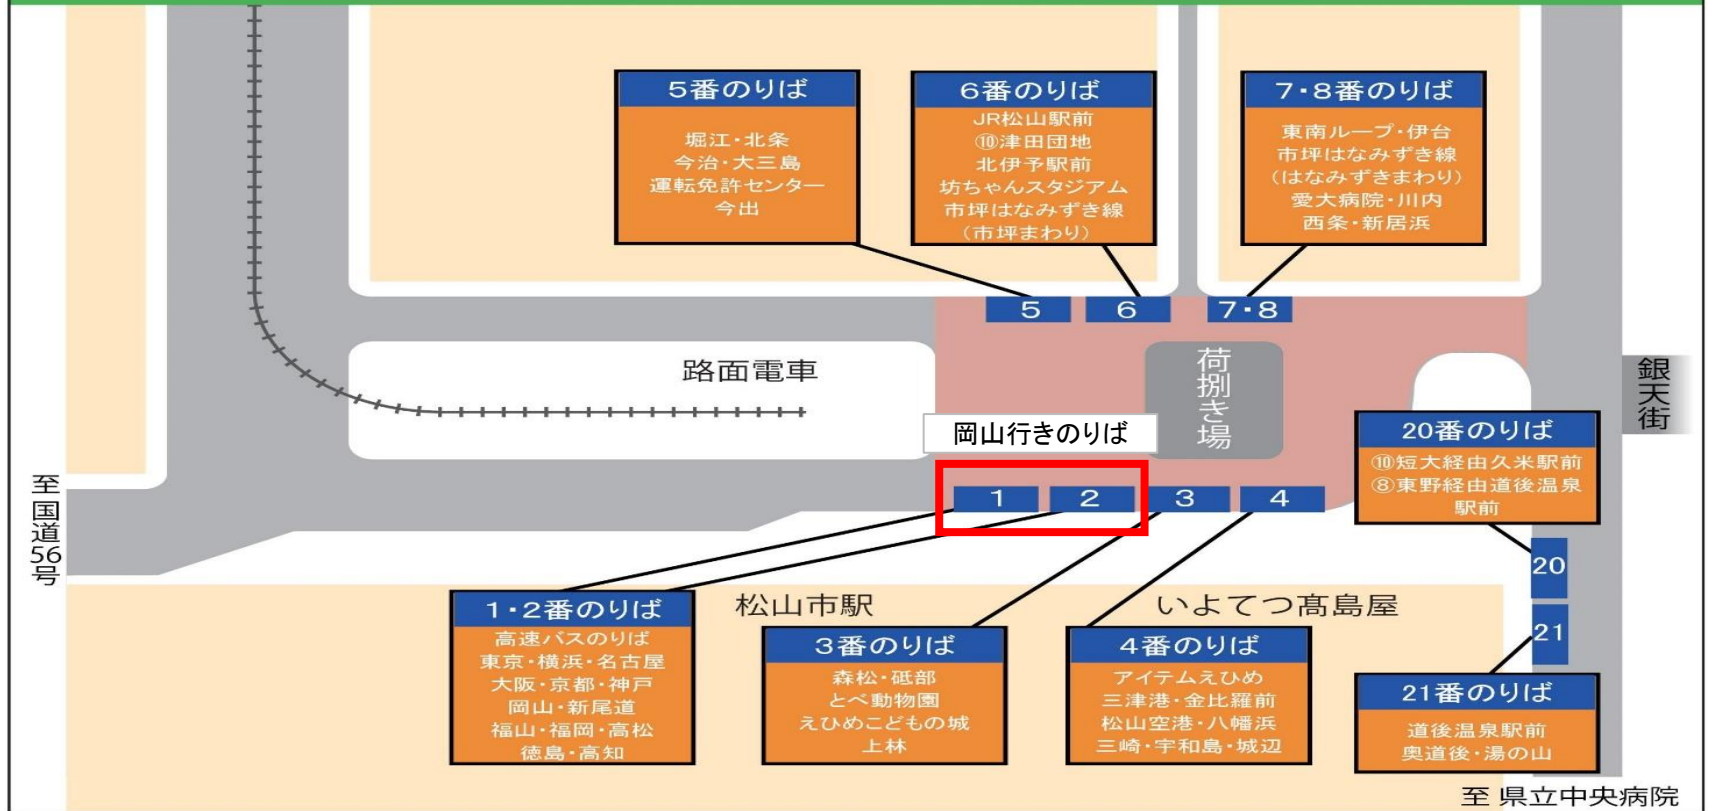 5番のりば
堀江・北条
今治・大三島
運転免許センター
今出
6番のりば
JR松山駅前
⑩津田団地
北伊予駅前
坊ちゃんスタジアム
市坪はなみずき線
(市坪まわり)
7・8番のりば
東南ループ・伊台
市坪はなみずき線
(はなみずきまわり)
愛大病院・川内
西条・新居浜
5
6
7・8
路面電車
荷捌き場
銀天街
岡山行きのりば
1
2
3
4
20番のりば
⑩短大経由久米駅前
⑧東野経由道後温泉
駅前
至国道56号
20
21
松山市駅
いよてつ髙島屋
1・2番のりば
高速バスのりば
東京・横浜・名古屋
大阪・京都・神戸
岡山・新尾道
福山・福岡・高松
徳島・高知
3番のりば
森松・砥部
とべ動物園
えひめこどもの城
上林
4番のりば
アイテムえひめ
三津港・金比羅前
松山空港・八幡浜
三崎・宇和島・城辺
21番のりば
道後温泉駅前
奥道後・湯の山
至 県立中央病院